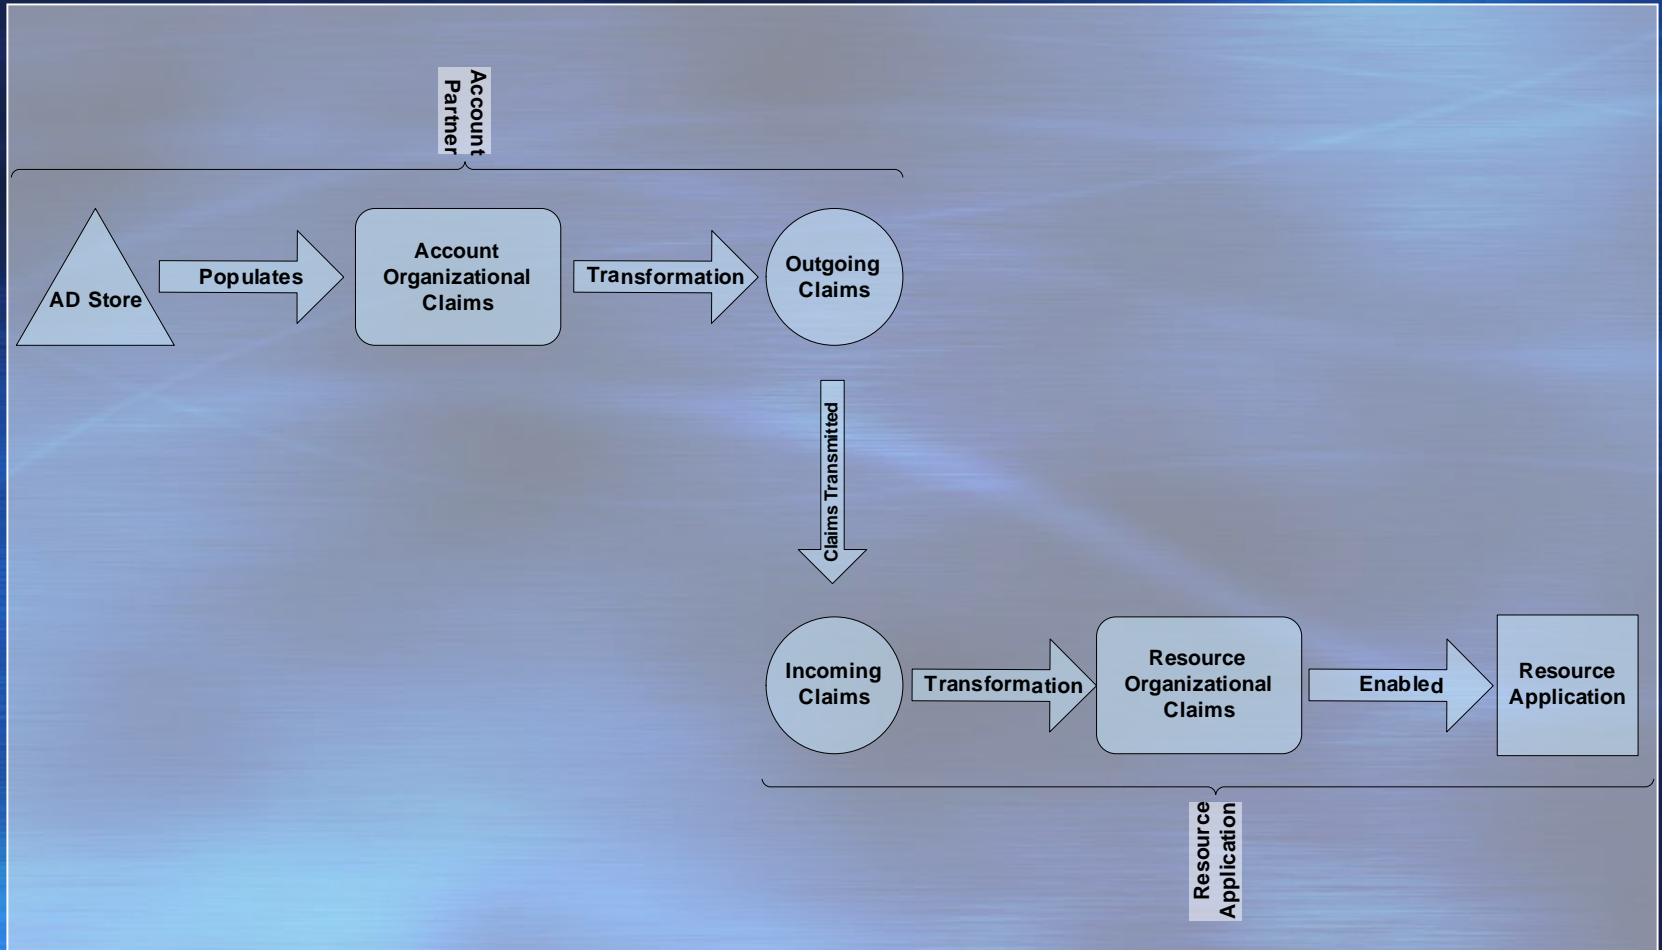 Account
Partner
AD Store
Populates
Account
Organizational
Claims
Transformation
Outgoing
Claims
Claims Transmitted
Incoming
Claims
Transformation
Resource
Organizational
Claims
Enabled
Resource
Application
Resource
Application